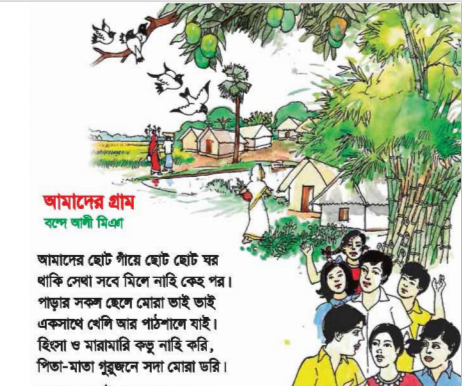 আমাদের গ্রাম
বন্দে আলী মিঞা
আমাদের ছোট গাঁয়ে ছোট ছোট ঘর
থাকি সেথা সবে মিলে নাহি কেহ পর।
পাড়ার সকল ছেলে মোরা ভাই ভাই
একসাথে খেলি আর পাঠশালে যাই।
হিংসা ও মারামারি কভু নাহি করি,
পিতা-মাতা গুরুজনে সদা মোরা ডরি।